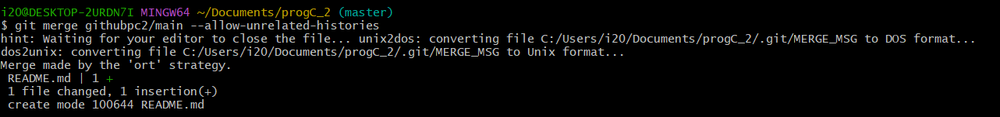 i20@DESKTOP-2URDN7I MINGW64 ~/Documents/progC_2 (master)
$ git merge githubpc2/main --allow-unrelated-histories
hint: Waiting for your editor to close the file... unix2dos: converting file C:/Users/i20/Documents/progC_2/.git/MERGE_MSG to DOS format...
dos2unix: converting file C:/Users/i20/Documents/progC_2/.git/MERGE_MSG to Unix format...
Merge made by the 'ort' strategy.
 README.md | 1 +
 1 file changed, 1 insertion(+)
 create mode 100644 README.md